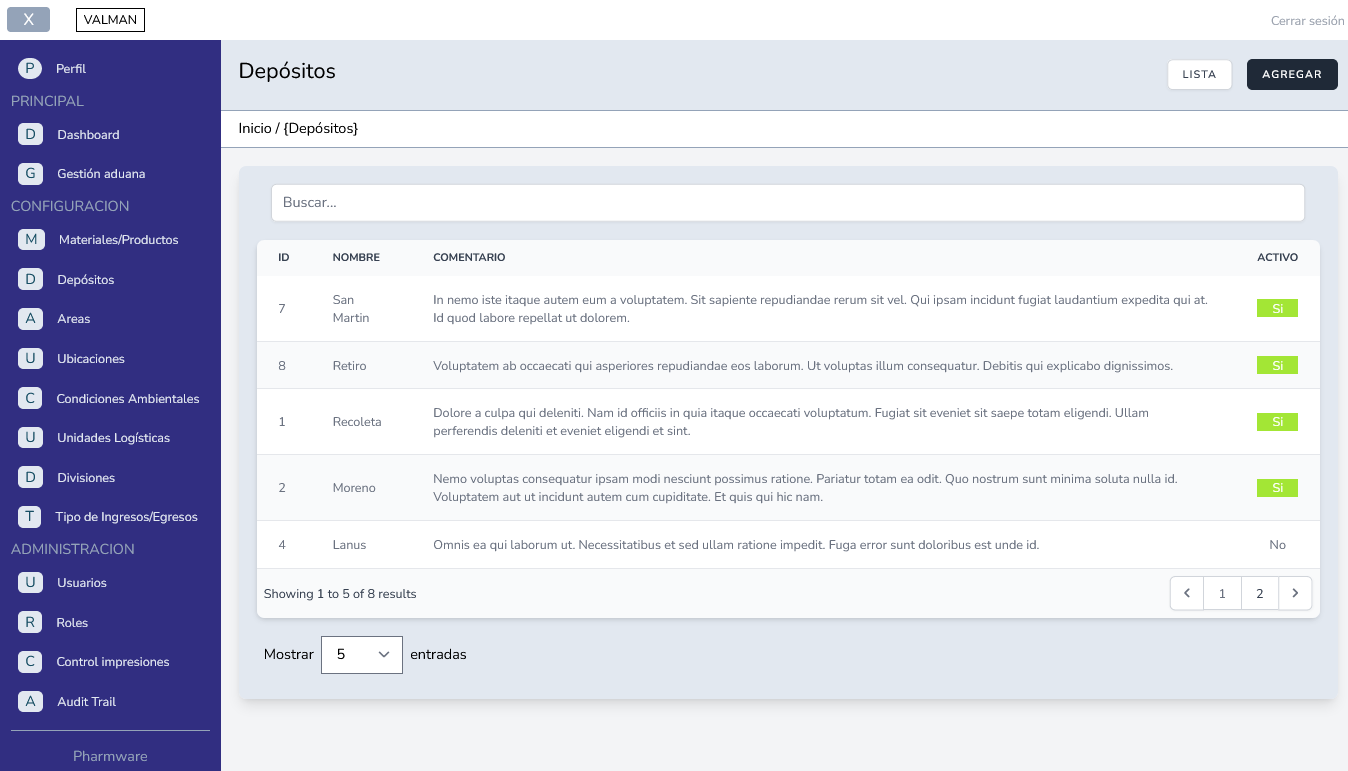 X
VALMAN
Cerrar sesión
P Perfil
PRINCIPAL
D Dashboard
G Gestión aduana
CONFIGURACION
M Materiales/Productos
D Depósitos
A Areas
U Ubicaciones
C Condiciones Ambientales
U Unidades Logísticas
D Divisiones
T Tipo de Ingresos/Egresos
ADMINISTRACION
U Usuarios
R Roles
C Control impresiones
A Audit Trail
Pharmware
Depósitos
LISTA
AGREGAR
Inicio / {Depósitos}
Buscar...
ID NOMBRE COMENTARIO ACTIVO
7
San
Martin
In nemo iste itaque autem eum a voluptatem. Sit sapiente repudiandae rerum sit vel. Qui ipsam incidunt fugiat laudantium expedita qui at.
Id quod labore repellat ut dolorem.
Si
8 Retiro Voluptatem ab occaecati qui asperiores repudiandae eos laborum. Ut voluptas illum consequatur. Debitis qui explicabo dignissimos. Si
1 Recoleta
Dolore a culpa qui deleniti. Nam id officiis in quia itaque occaecati voluptatum. Fugiat sit eveniet sit saepe totam eligendi. Ullam
perferendis deleniti et eveniet eligendi et sint.
Si
2 Moreno
Nemo voluptas consequatur ipsam modi nesciunt possimus ratione. Pariatur totam ea odit. Quo nostrum sunt minima soluta nulla id.
Voluptatem aut ut incidunt autem cum cupiditate. Et quis qui hic nam.
Si
4 Lanus Omnis ea qui laborum ut. Necessitatibus et sed ullam ratione impedit. Fuga error sunt doloribus est unde id. No
Showing 1 to 5 of 8 results
1 2
Mostrar 5 entradas